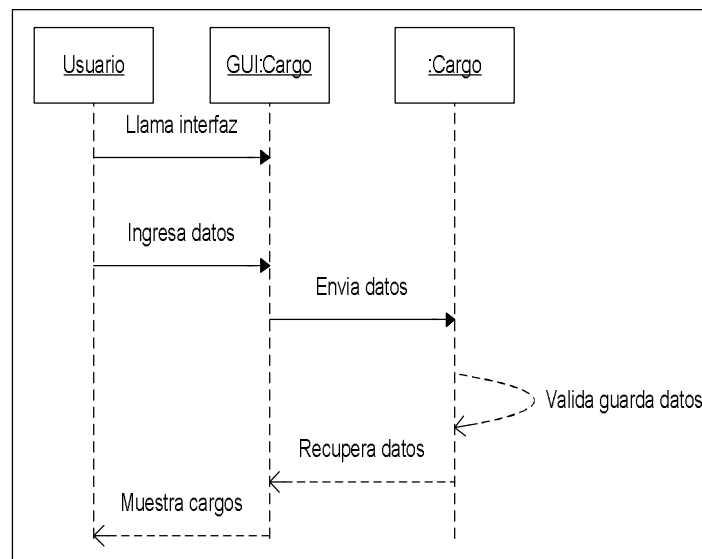 Usuario
GUI:Cargo
:Cargo
Llama interfaz
Ingresa datos
Envia datos
Valida guarda datos
Recupera datos
Muestra cargos